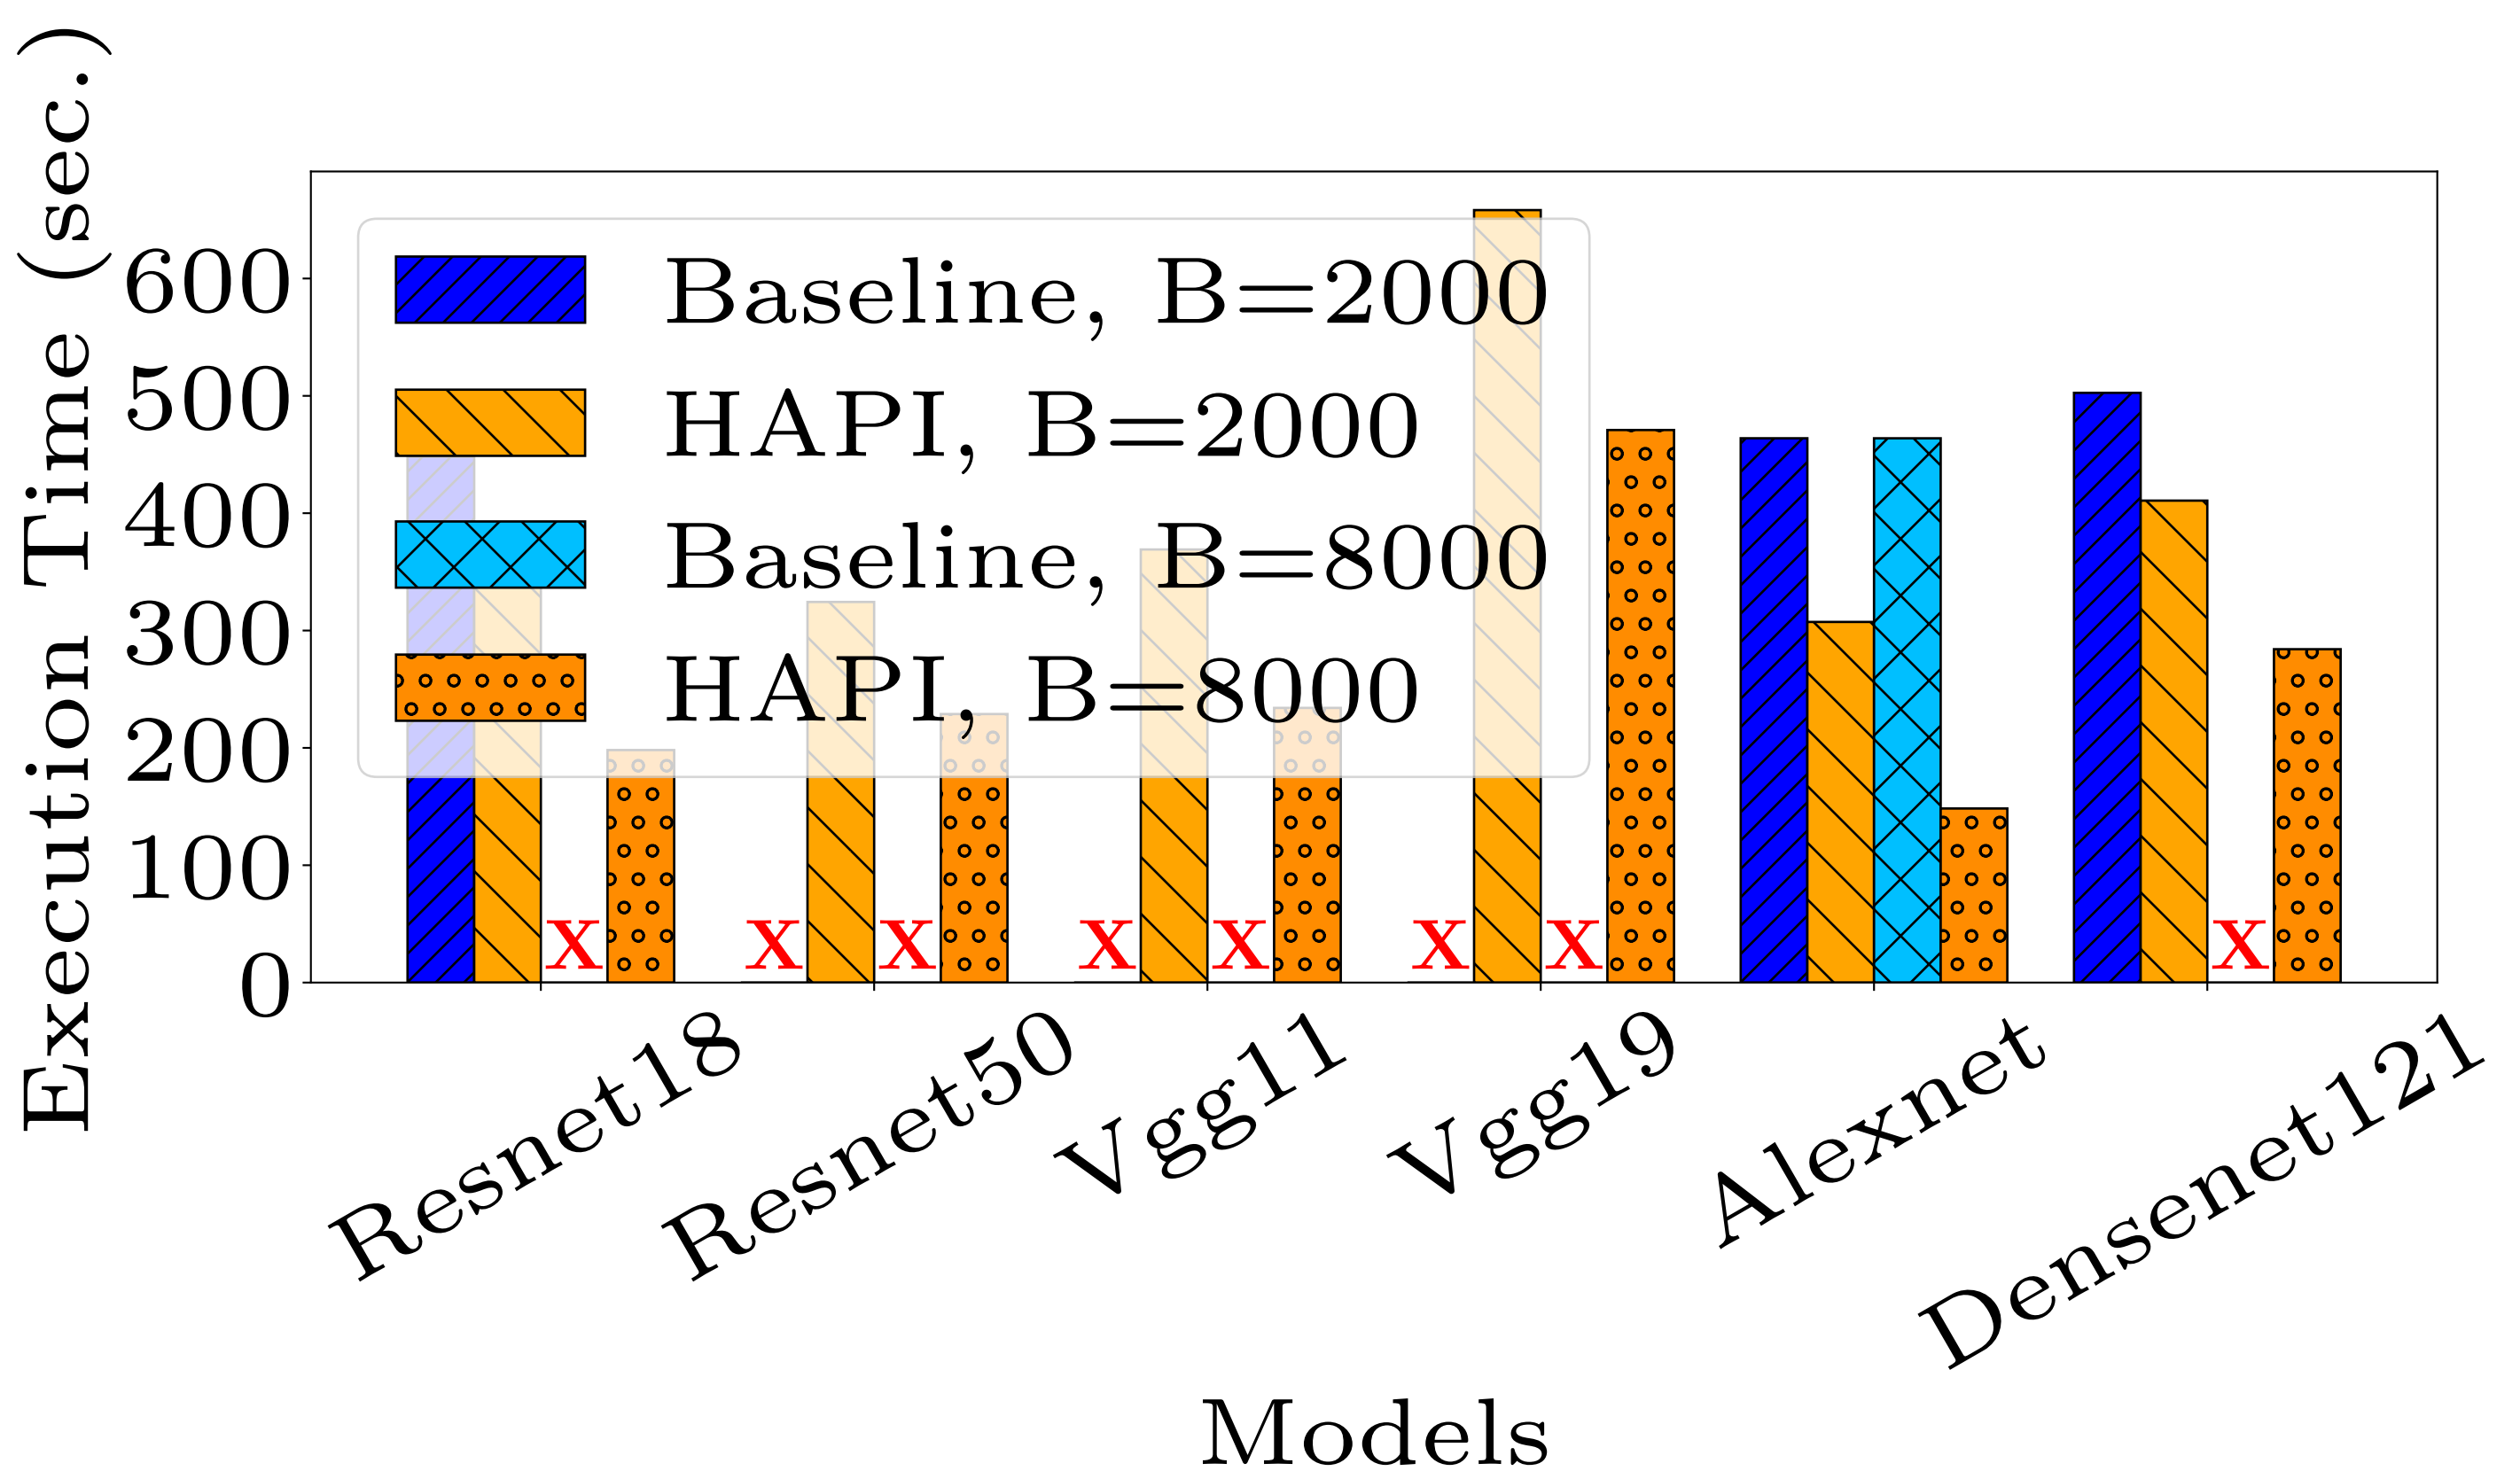 Execution Time (sec.)
600
500
400
300
200
100
0
Baseline, B=2000
HAPI, B=2000
Baseline, B=8000
HAPI, B=8000
x x x x x x x x
Resnet18
Resnet50
Vgg11
Vgg19
Alexnet
Densenet121
Models